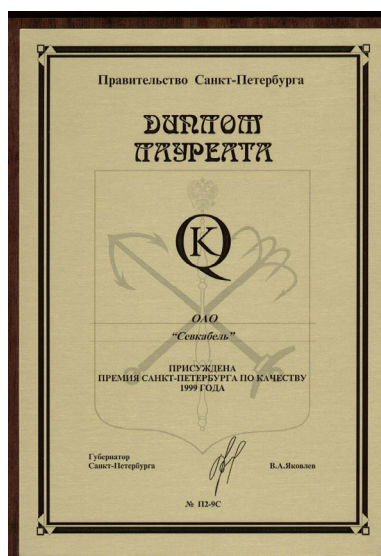 Правительство Санкт-Петербурга
ДИПЛОМ
ЛАУРЕАТА
QK
ОАО
"Севкабель"
ПРИСУЖДЕНА
ПРЕМИЯ САНКТ-ПЕТЕРБУРГА ПО КАЧЕСТВУ
1999 ГОДА
Губернатор
Санкт-Петербурга
В.А.Яковлев
№ П2-9С